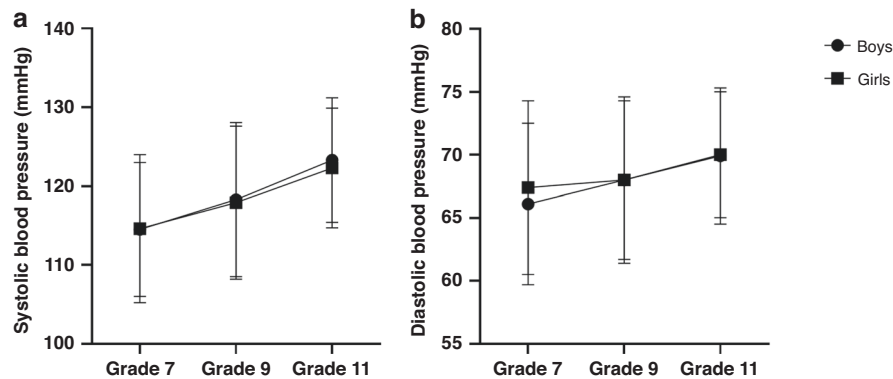 a
Systolic blood pressure (mmHg)
140
130
120
110
100
Grade 7 Grade 9 Grade 11
b
Diastolic blood pressure (mmHg)
80
75
70
65
60
55
Grade 7 Grade 9 Grade 11
Boys
Girls